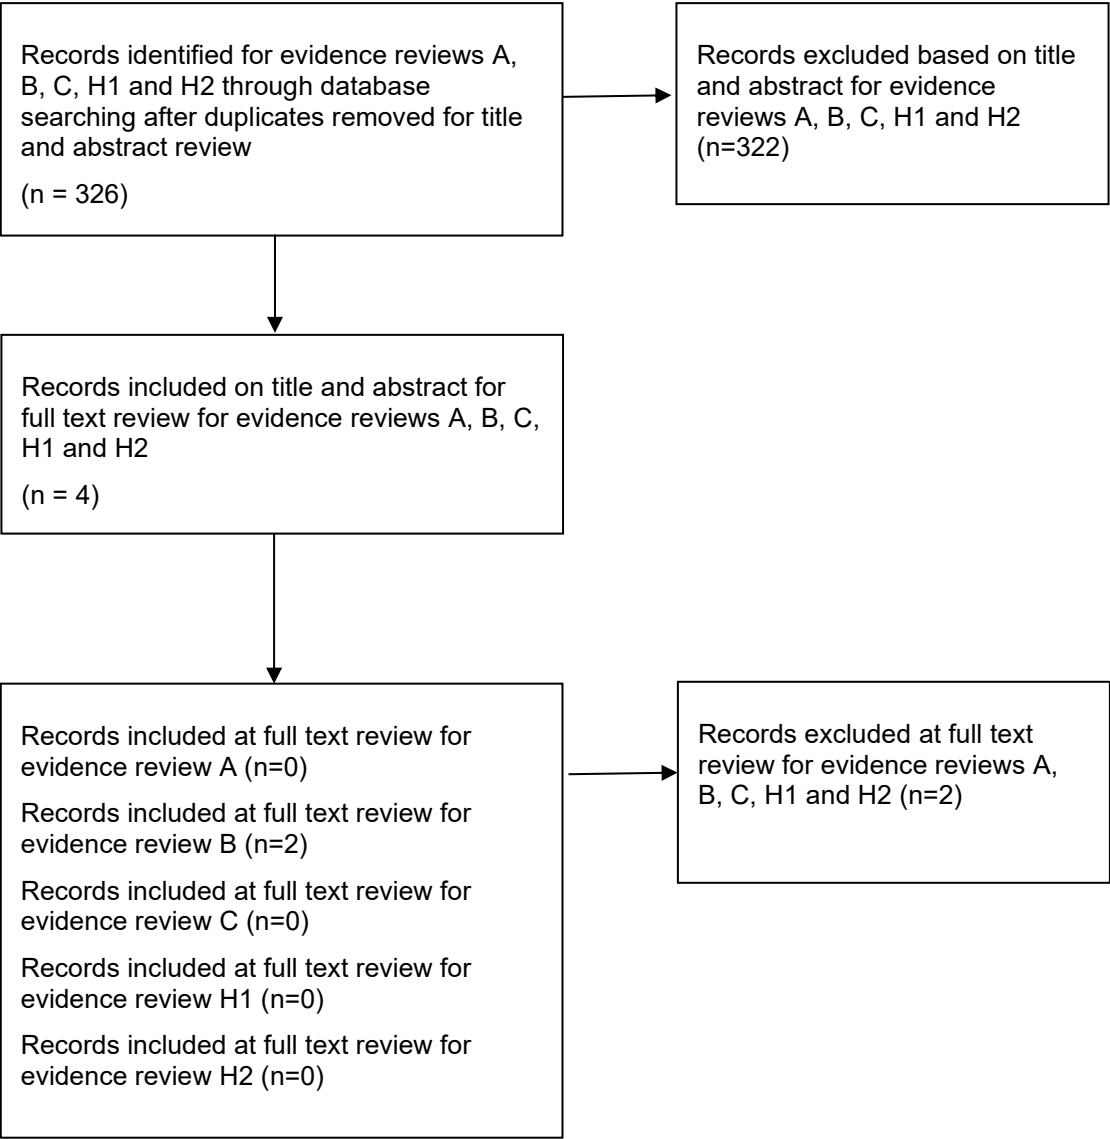 Records identified for evidence reviews A,
B, C, H1 and H2 through database
searching after duplicates removed for title
and abstract review
(n = 326)
Records excluded based on title
and abstract for evidence
reviews A, B, C, H1 and H2
(n=322)
Records included on title and abstract for
full text review for evidence reviews A, B, C,
H1 and H2
(n = 4)
Records included at full text review for
evidence review A (n=0)
Records included at full text review for
evidence review B (n=2)
Records included at full text review for
evidence review C (n=0)
Records included at full text review for
evidence review H1 (n=0)
Records included at full text review for
evidence review H2 (n=0)
Records excluded at full text
review for evidence reviews A,
B, C, H1 and H2 (n=2)